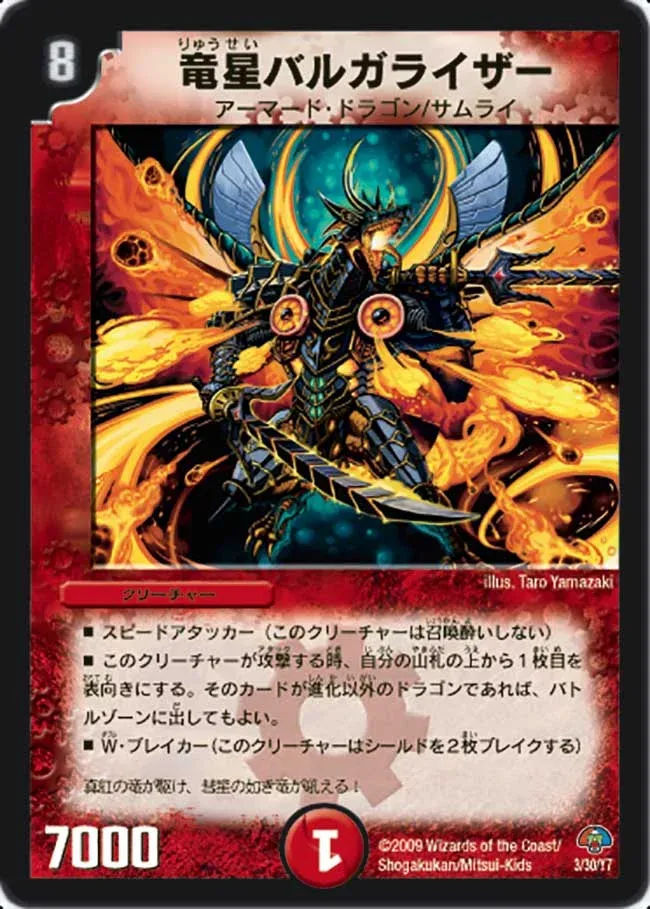 8
りゅうせい
竜星バルガライザー
アーマード・ドラゴン/サムライ
illus. Taro Yamazaki
クリーチャー
■ スピードアタッカー（このクリーチャーは召喚酔いしない）
■ このクリーチャーが攻撃する時、自分の山札の上から１枚目を
表向きにする。そのカードが進化以外のドラゴンであれば、バト
ルゾーンに出してもよい。
■ W・ブレイカー（このクリーチャーはシールドを２枚ブレイクする）
真紅の竜が駆け、彗星の如き竜が吼える！
7000
1
©2009 Wizards of the Coast/
Shogakukan/Mitsui-Kids
3/30/Y7